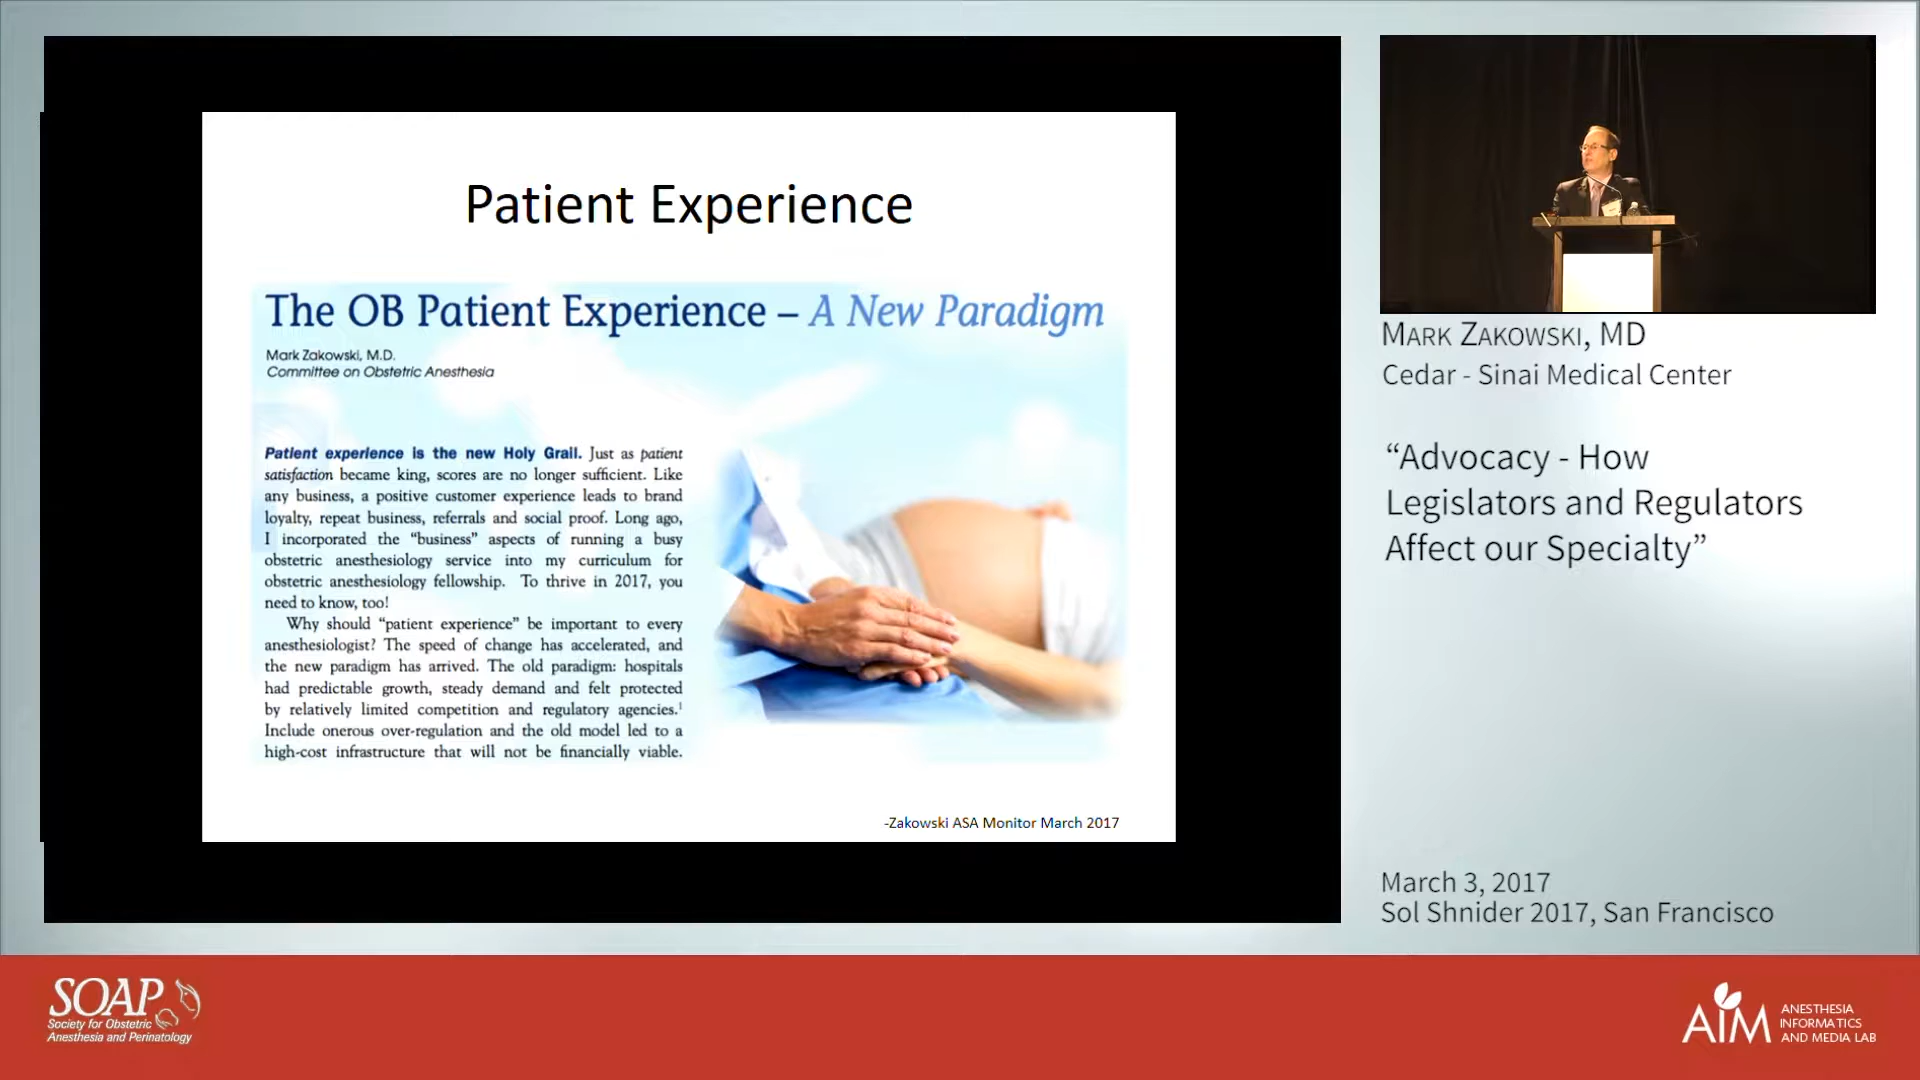 Patient Experience
The OB Patient Experience – A New Paradigm
Mark Zakowski, M.D.
Committee on Obstetric Anesthesia
Patient experience is the new Holy Grail. Just as patient
satisfaction became king, scores are no longer sufficient. Like
any business, a positive customer experience leads to brand
loyalty, repeat business, referrals and social proof. Long ago,
I incorporated the “business” aspects of running a busy
obstetric anesthesiology service into my curriculum for
obstetric anesthesiology fellowship. To thrive in 2017, you
need to know, too!
Why should “patient experience” be important to every
anesthesiologist? The speed of change has accelerated, and
the new paradigm has arrived. The old paradigm: hospitals
had predictable growth, steady demand and felt protected
by relatively limited competition and regulatory agencies.¹
Include onerous over-regulation and the old model led to a
high-cost infrastructure that will not be financially viable.
-Zakowski ASA Monitor March 2017
MARK ZAKOWSKI, MD
Cedar - Sinai Medical Center
“Advocacy - How
Legislators and Regulators
Affect our Specialty”
March 3, 2017
Sol Shnider 2017, San Francisco
SOAP
Society for Obstetric
Anesthesia and Perinatology
AIM
ANESTHESIA
INFORMATICS
AND MEDIA LAB